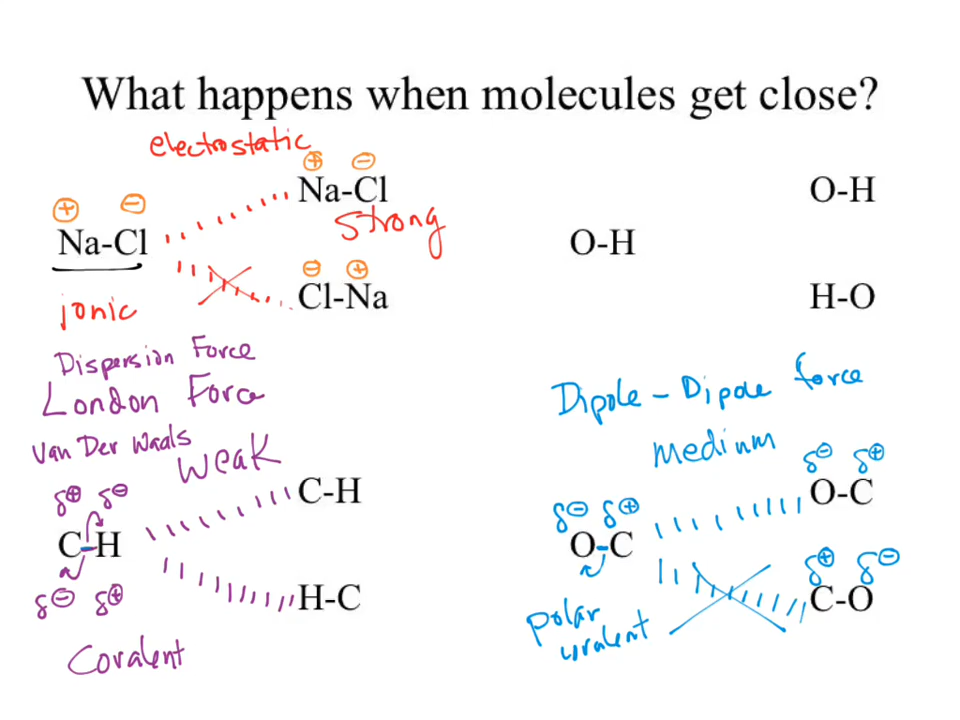 What happens when molecules get close?
electrostatic
⊕ ⊖
Na-Cl
⊕ ⊖
Na-Cl
strong
⊖ ⊕
Cl-Na
ionic
O-H
O-H
H-O
Dispersion Force
London Force
Van Der Waals
Weak
δ⊕ δ⊖
C-H
δ⊖ δ⊕
C-H
H-C
Covalent
Dipole - Dipole force
medium
δ⊖ δ⊕
O-C
δ⊖ δ⊕
O-C
δ⊕ δ⊖
C-O
polar
covalent